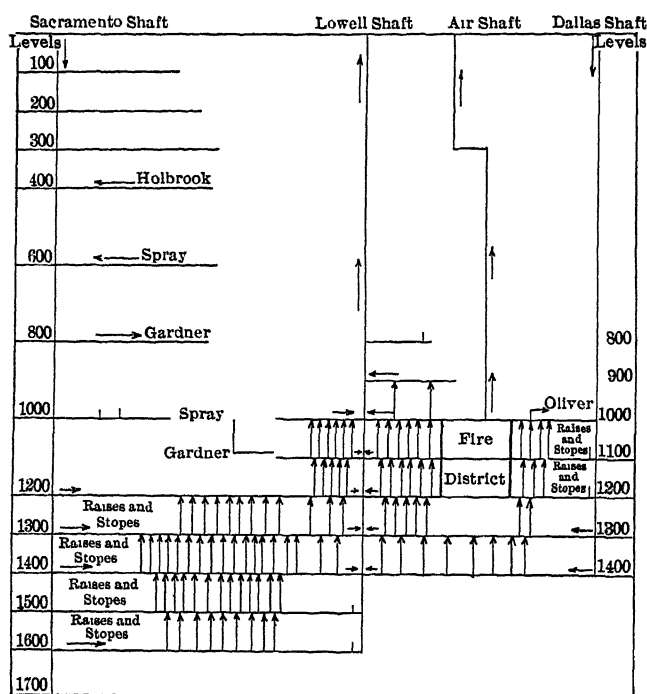 Sacramento Shaft Lowell Shaft Air Shaft Dallas Shaft
Levels Levels
100
200
300
400 Holbrook
600 Spray
800 Gardner 800
900
Oliver
1000 Spray 1000
Fire Raises and Stopes
Gardner 1100
District Raises and Stopes
1200 1200
Raises and
Stopes
1300 1300
Raises and
Stopes
1400 1400
Raises and
Stopes
1500
Raises and
Stopes
1600
1700